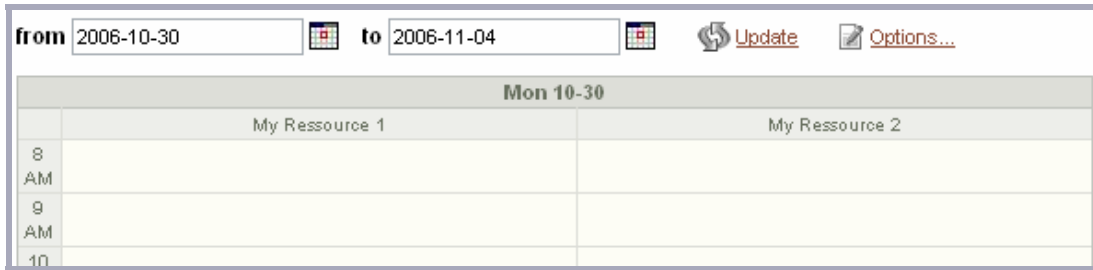 from 2006-10-30 to 2006-11-04 Update Options...
Mon 10-30
My Ressource 1 My Ressource 2
8
AM
9
AM
10